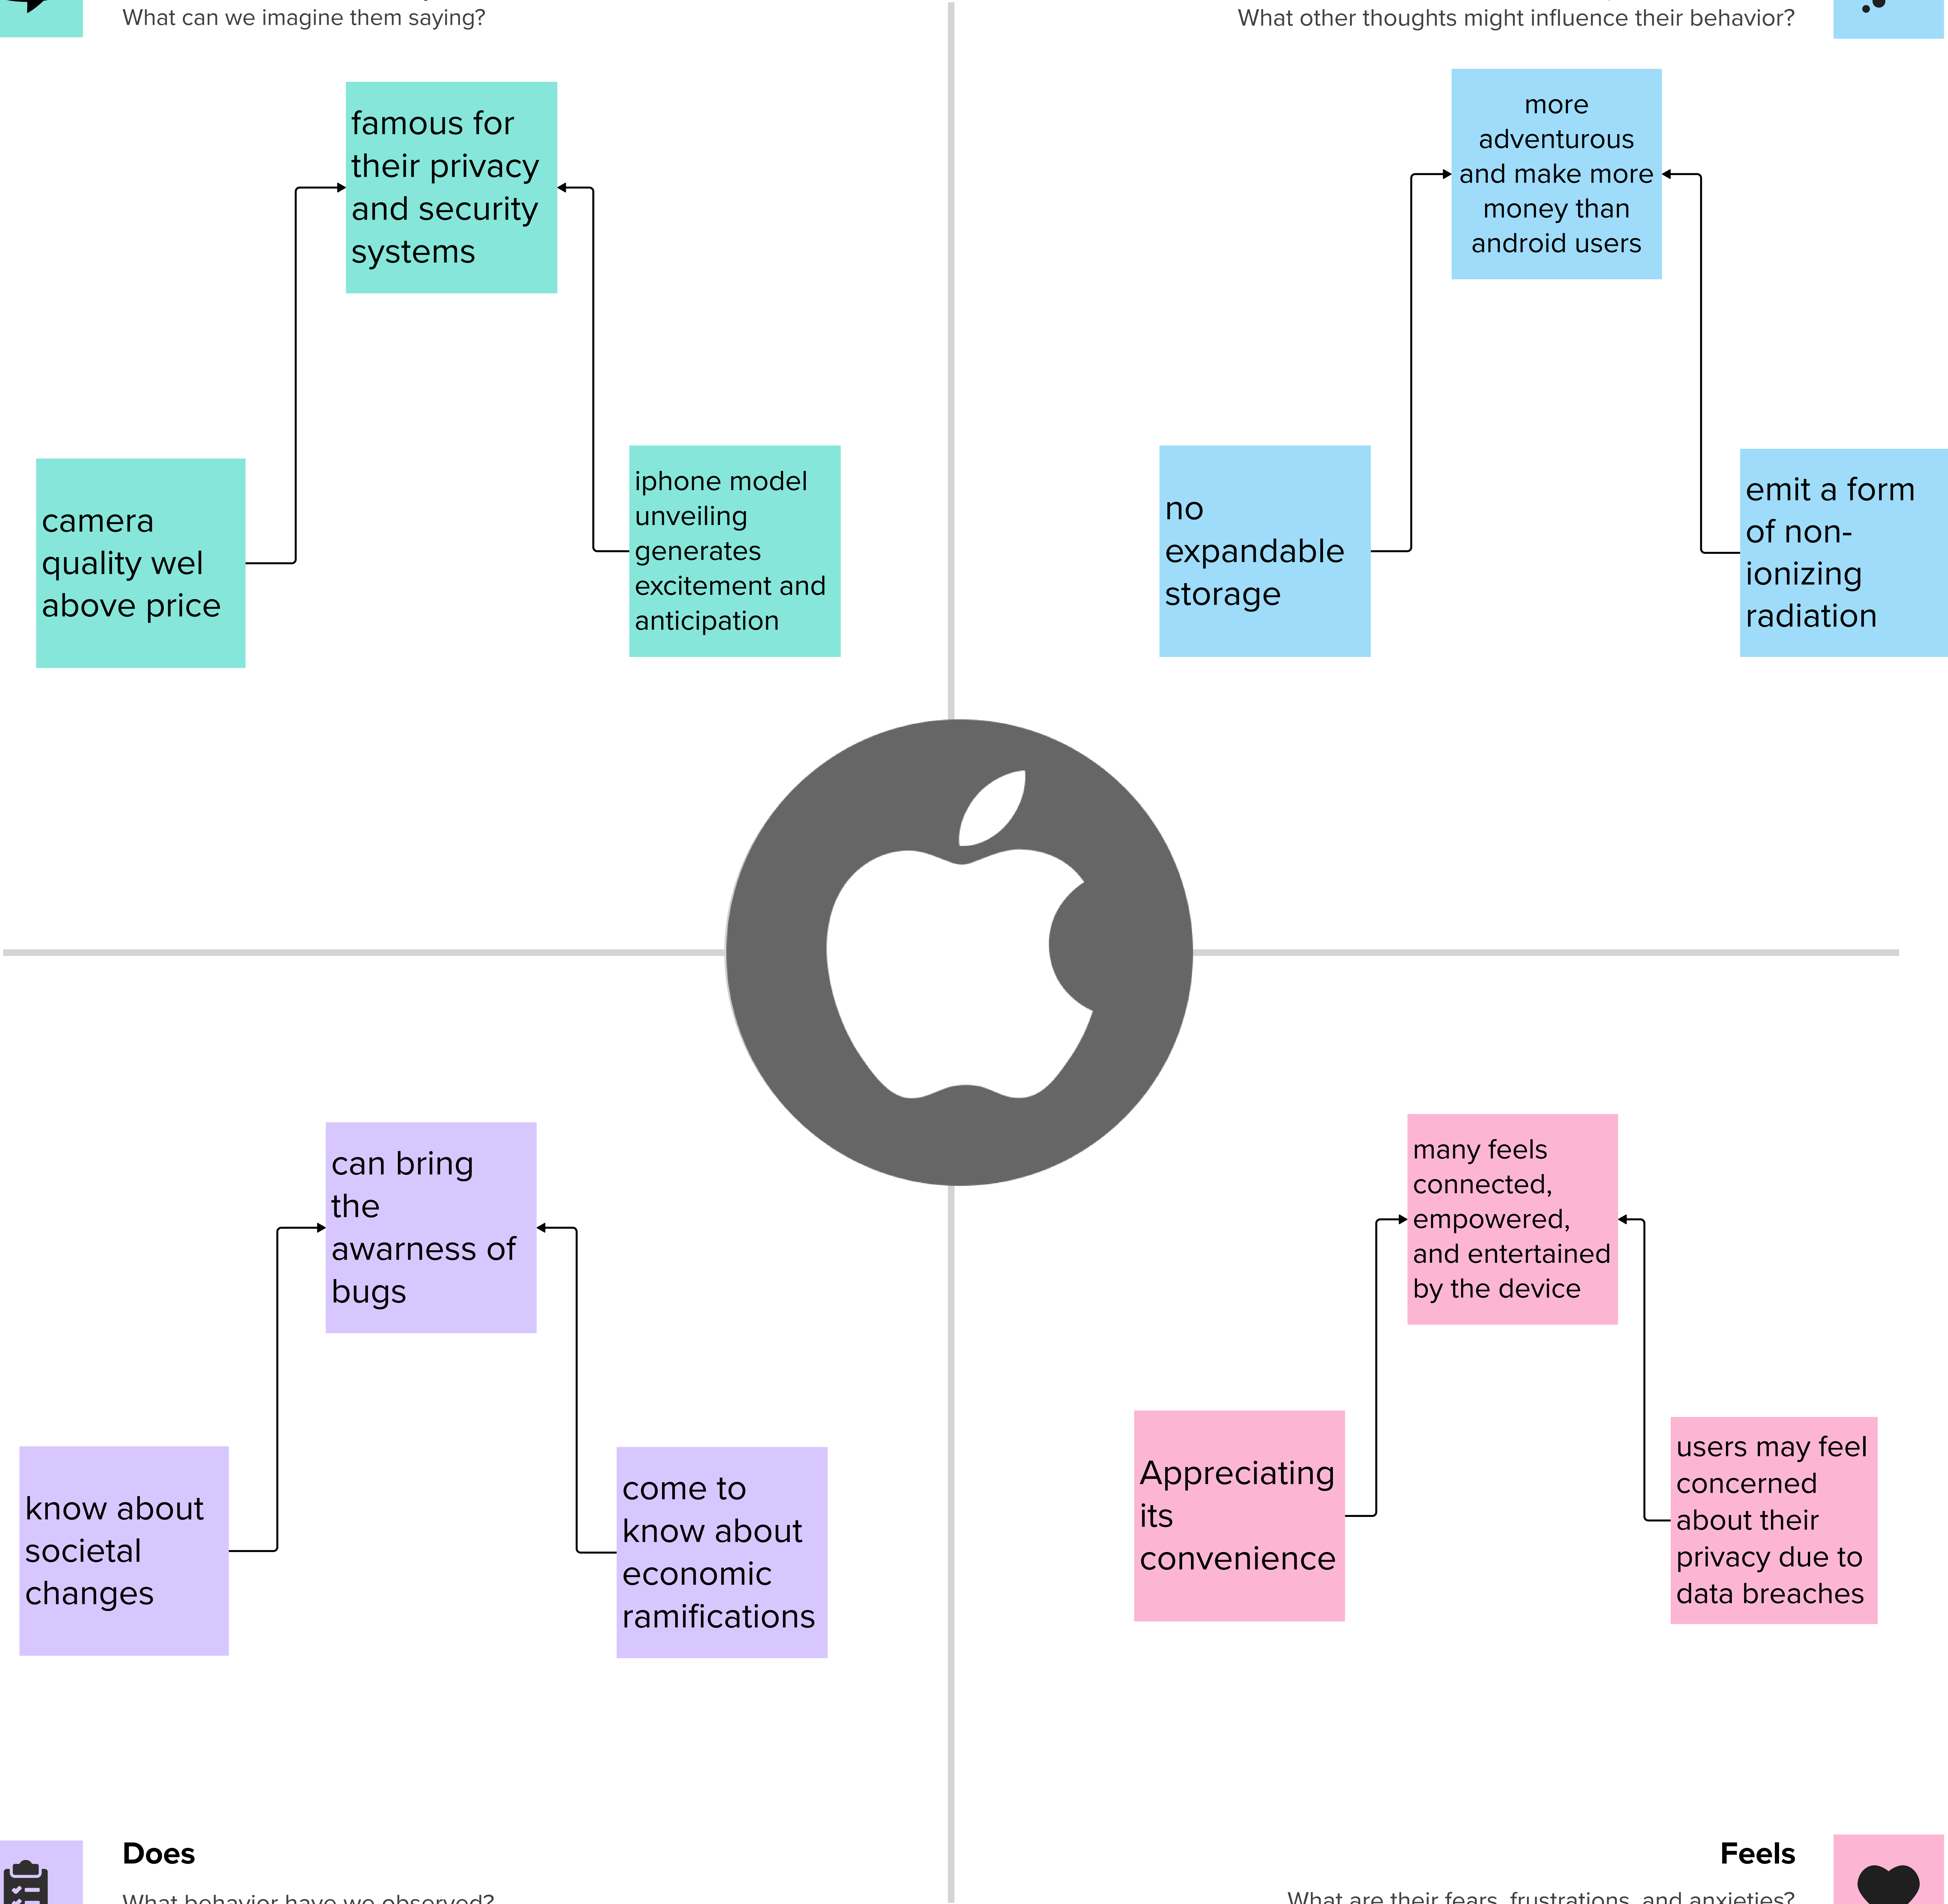 What can we imagine them saying?
What other thoughts might influence their behavior?
famous for
their privacy
and security
systems
camera
quality wel
above price
iphone model
unveiling
generates
excitement and
anticipation
more
adventurous
and make more
money than
android users
no
expandable
storage
emit a form
of non-
ionizing
radiation
can bring
the
awarness of
bugs
know about
societal
changes
come to
know about
economic
ramifications
many feels
connected,
empowered,
and entertained
by the device
Appreciating
its
convenience
users may feel
concerned
about their
privacy due to
data breaches
Does
What behavior have we observed?
Feels
What are their fears, frustrations, and anxieties?